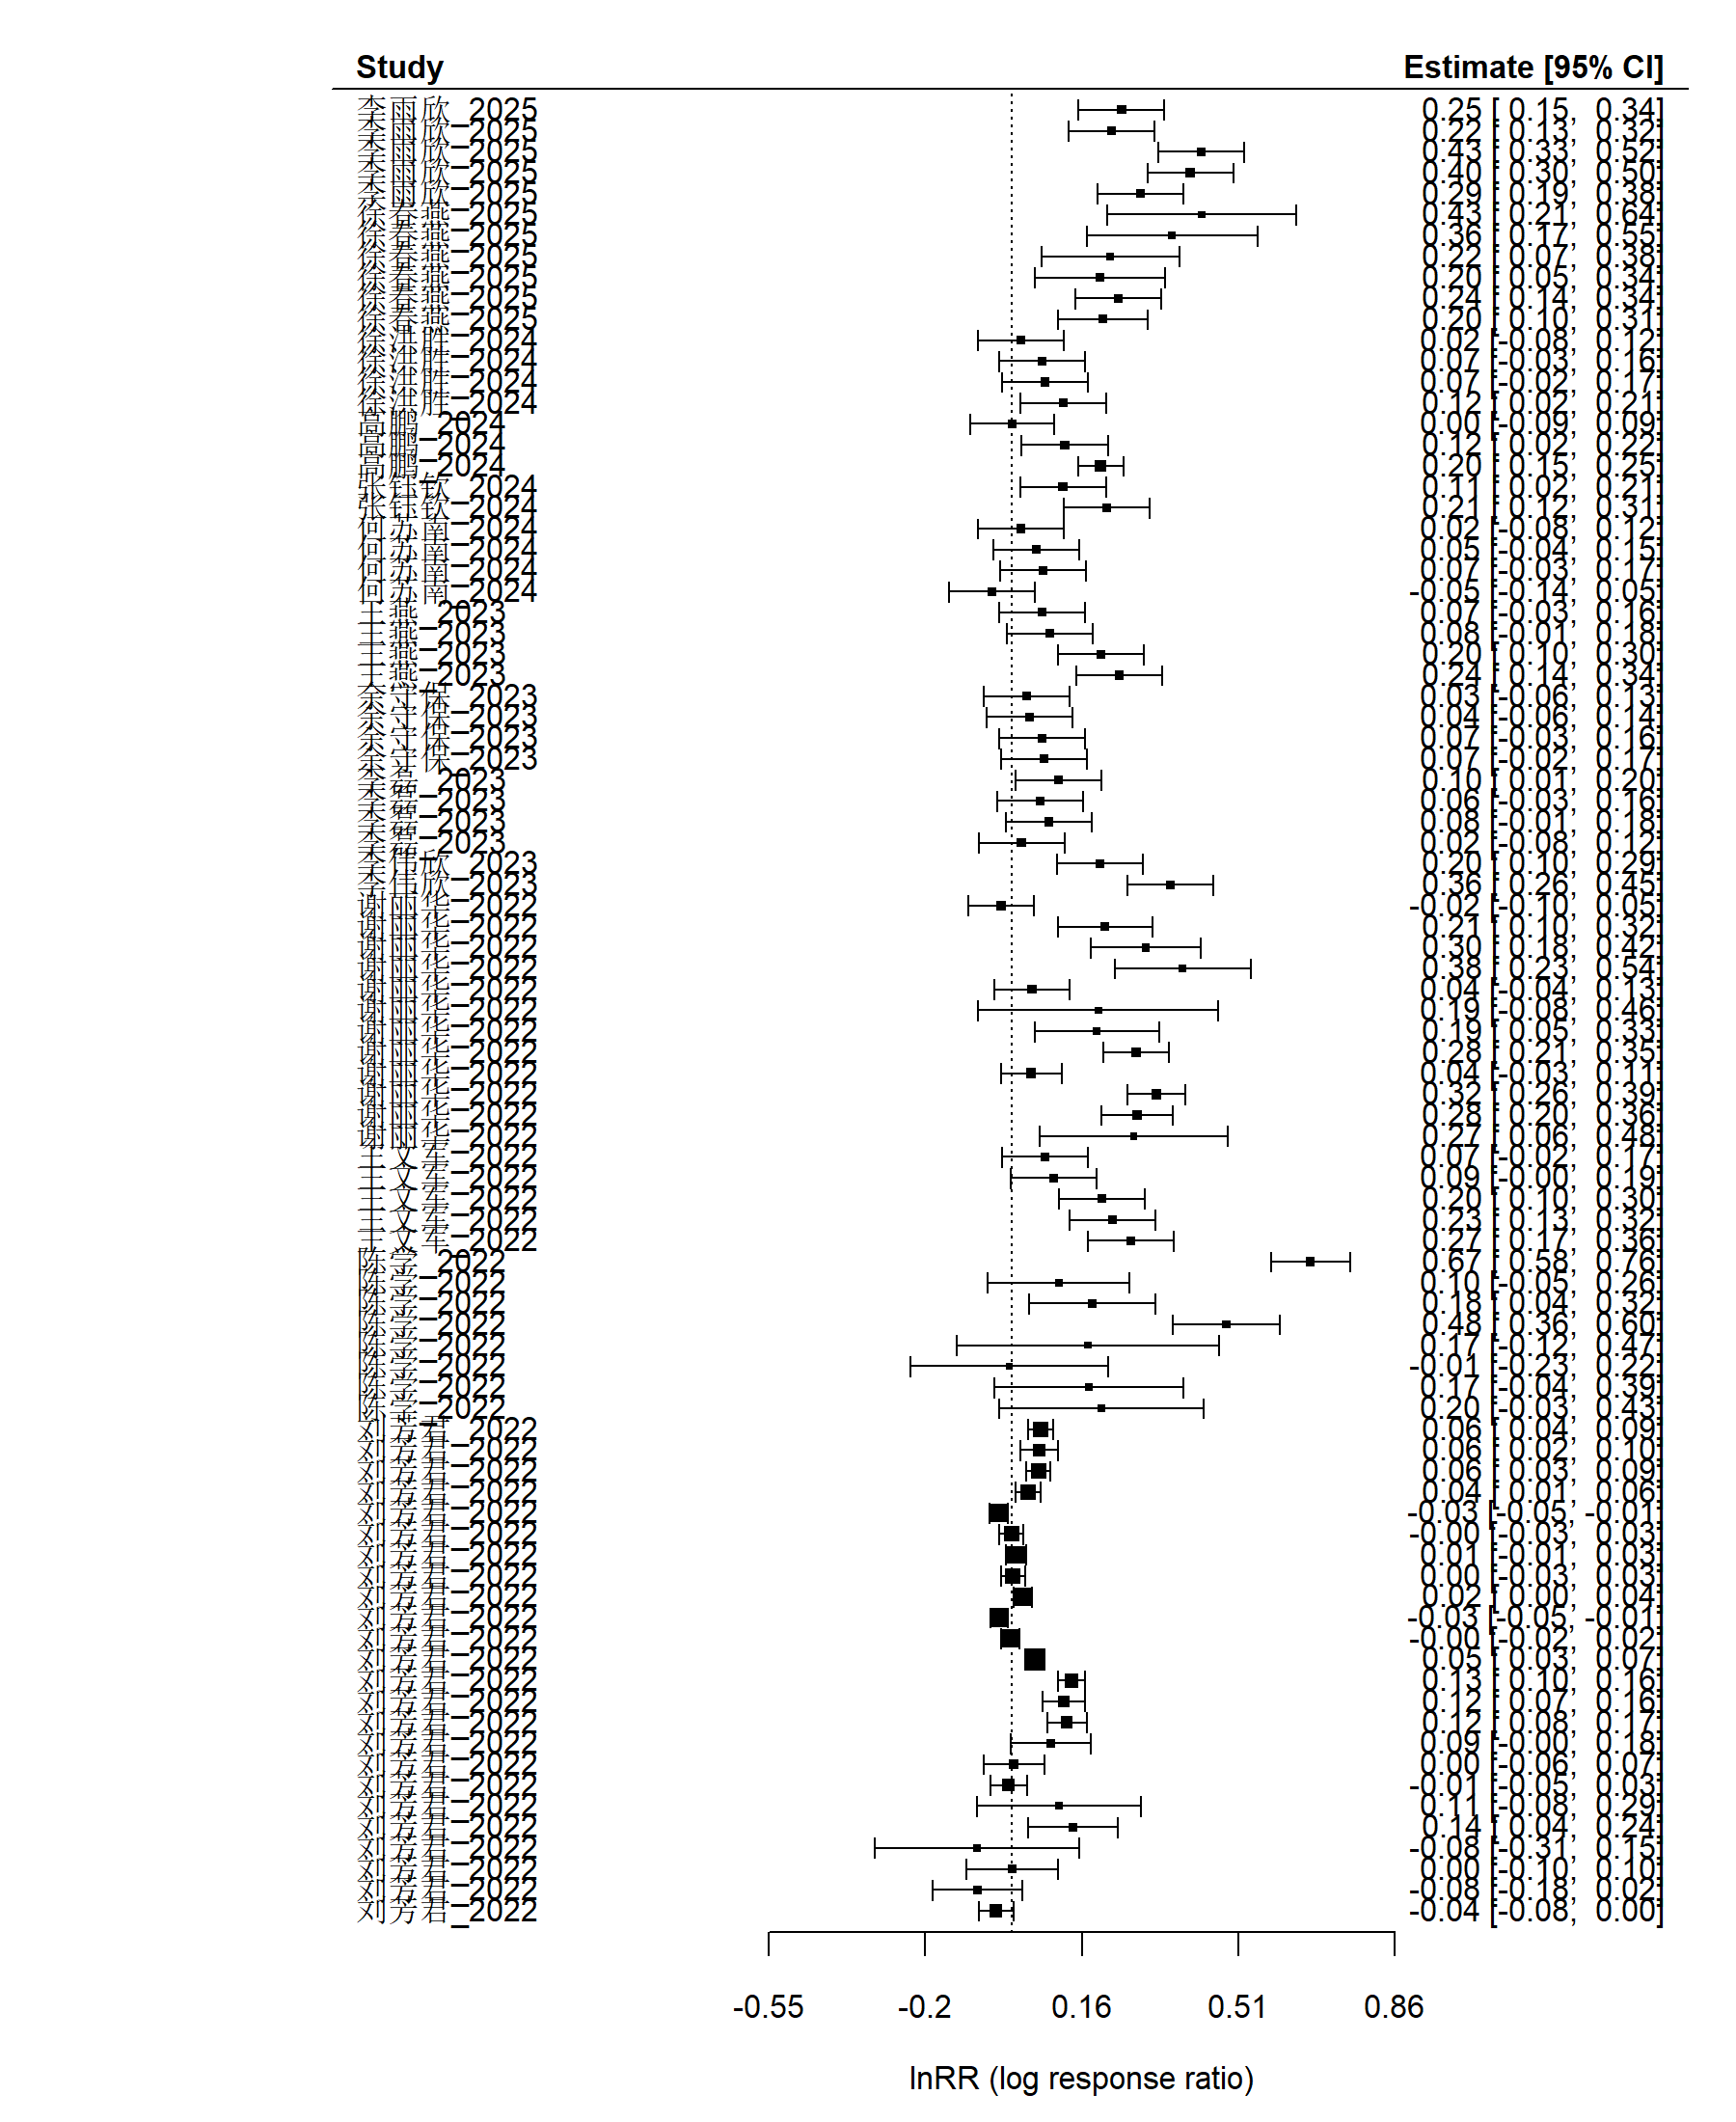 Study Estimate [95% CI]
李雨欣_2025 0.25 [ 0.15, 0.34]
李雨欣_2025 0.22 [ 0.13, 0.32]
李雨欣_2025 0.43 [ 0.33, 0.52]
李雨欣_2025 0.40 [ 0.30, 0.50]
李雨欣_2025 0.29 [ 0.19, 0.38]
徐春燕_2025 0.43 [ 0.21, 0.64]
徐春燕_2025 0.36 [ 0.17, 0.55]
徐春燕_2025 0.22 [ 0.07, 0.38]
徐春燕_2025 0.20 [ 0.05, 0.34]
徐春燕_2025 0.24 [ 0.14, 0.34]
徐春燕_2025 0.20 [ 0.10, 0.31]
徐洪胜_2024 0.02 [-0.08, 0.12]
徐洪胜_2024 0.07 [-0.03, 0.16]
徐洪胜_2024 0.07 [-0.02, 0.17]
徐洪胜_2024 0.12 [ 0.02, 0.21]
高鹏_2024 0.00 [-0.09, 0.09]
高鹏_2024 0.12 [ 0.02, 0.22]
高鹏_2024 0.20 [ 0.15, 0.25]
张钰钦_2024 0.11 [ 0.02, 0.21]
张钰钦_2024 0.21 [ 0.12, 0.31]
何苏南_2024 0.02 [-0.08, 0.12]
何苏南_2024 0.05 [-0.04, 0.15]
何苏南_2024 0.07 [-0.03, 0.17]
何苏南_2024 -0.05 [-0.14, 0.05]
王燕_2023 0.07 [-0.03, 0.16]
王燕_2023 0.08 [-0.01, 0.18]
王燕_2023 0.20 [ 0.10, 0.30]
王燕_2023 0.24 [ 0.14, 0.34]
余守保_2023 0.03 [-0.06, 0.13]
余守保_2023 0.04 [-0.06, 0.14]
余守保_2023 0.07 [-0.03, 0.16]
余守保_2023 0.07 [-0.02, 0.17]
李磊_2023 0.10 [ 0.01, 0.20]
李磊_2023 0.06 [-0.03, 0.16]
李磊_2023 0.08 [-0.01, 0.18]
李磊_2023 0.02 [-0.08, 0.12]
李伟欣_2023 0.20 [ 0.10, 0.29]
李伟欣_2023 0.36 [ 0.26, 0.45]
谢丽华_2022 -0.02 [-0.10, 0.05]
谢丽华_2022 0.21 [ 0.10, 0.32]
谢丽华_2022 0.30 [ 0.18, 0.42]
谢丽华_2022 0.38 [ 0.23, 0.54]
谢丽华_2022 0.04 [-0.04, 0.13]
谢丽华_2022 0.19 [-0.08, 0.46]
谢丽华_2022 0.19 [ 0.05, 0.33]
谢丽华_2022 0.28 [ 0.21, 0.35]
谢丽华_2022 0.04 [-0.03, 0.11]
谢丽华_2022 0.32 [ 0.26, 0.39]
谢丽华_2022 0.28 [ 0.20, 0.36]
谢丽华_2022 0.27 [ 0.06, 0.48]
王文军_2022 0.07 [-0.02, 0.17]
王文军_2022 0.09 [-0.00, 0.19]
王文军_2022 0.20 [ 0.10, 0.30]
王文军_2022 0.23 [ 0.13, 0.32]
王文军_2022 0.27 [ 0.17, 0.36]
陈学_2022 0.67 [ 0.58, 0.76]
陈学_2022 0.10 [-0.05, 0.26]
陈学_2022 0.18 [ 0.04, 0.32]
陈学_2022 0.48 [ 0.36, 0.60]
陈学_2022 0.17 [-0.12, 0.47]
陈学_2022 -0.01 [-0.23, 0.22]
陈学_2022 0.17 [-0.04, 0.39]
陈学_2022 0.20 [-0.03, 0.43]
刘芳君_2022 0.06 [ 0.04, 0.09]
刘芳君_2022 0.06 [ 0.02, 0.10]
刘芳君_2022 0.06 [ 0.03, 0.09]
刘芳君_2022 0.04 [ 0.01, 0.06]
刘芳君_2022 -0.03 [-0.05, -0.01]
刘芳君_2022 -0.00 [-0.03, 0.03]
刘芳君_2022 0.01 [-0.01, 0.03]
刘芳君_2022 0.00 [-0.03, 0.03]
刘芳君_2022 0.02 [ 0.00, 0.04]
刘芳君_2022 -0.03 [-0.05, -0.01]
刘芳君_2022 -0.00 [-0.02, 0.02]
刘芳君_2022 0.05 [ 0.03, 0.07]
刘芳君_2022 0.13 [ 0.10, 0.16]
刘芳君_2022 0.12 [ 0.07, 0.16]
刘芳君_2022 0.12 [ 0.08, 0.17]
刘芳君_2022 0.09 [-0.00, 0.18]
刘芳君_2022 0.00 [-0.06, 0.07]
刘芳君_2022 -0.01 [-0.05, 0.03]
刘芳君_2022 0.11 [-0.08, 0.29]
刘芳君_2022 0.14 [ 0.04, 0.24]
刘芳君_2022 -0.08 [-0.31, 0.15]
刘芳君_2022 0.00 [-0.10, 0.10]
刘芳君_2022 -0.08 [-0.18, 0.02]
刘芳君_2022 -0.04 [-0.08, 0.00]
-0.55 -0.2 0.16 0.51 0.86
lnRR (log response ratio)